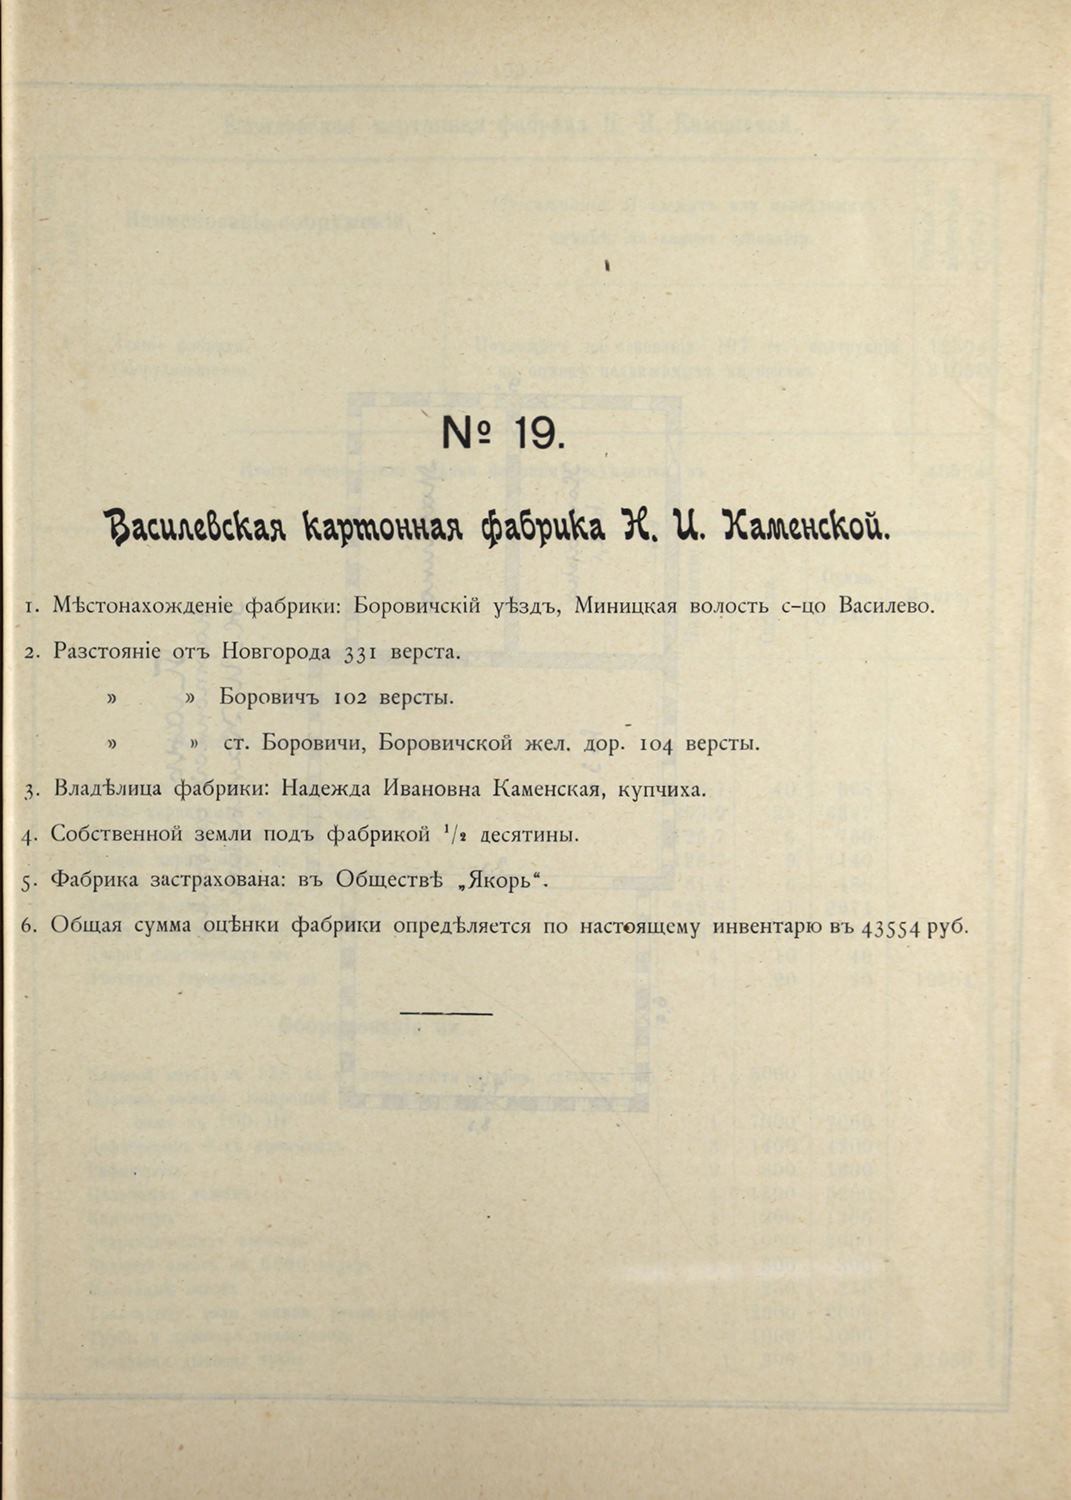 № 19.
Василевская картонная фабрика Н. И. Каменской.
1. Мѣстонахожденіе фабрики: Боровичскій уѣздъ, Миницкая волость с-цо Василево.
2. Разстояніе отъ Новгорода 331 верста.
» » Боровичъ 102 версты.
» » ст. Боровичи, Боровичской жел. дор. 104 версты.
3. Владѣлица фабрики: Надежда Ивановна Каменская, купчиха.
4. Собственной земли подъ фабрикой ¹/₂ десятины.
5. Фабрика застрахована: въ Обществѣ „Якорь“.
6. Общая сумма оцѣнки фабрики опредѣляется по настоящему инвентарю въ 43554 руб.